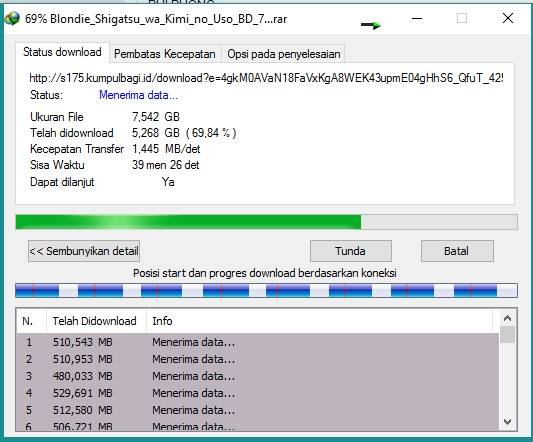 69% Blondie_Shigatsu_wa_Kimi_no_Uso_BD_7...rar
Status download Pembatas Kecepatan Opsi pada penyelesaian
http://s175.kumpulbagi.id/download?e=4gkM0AVaN18FaVxKgA8WEK43upmE04gHhS6_QfuT_425
Status: Menerima data...
Ukuran File 7,542 GB
Telah didownload 5,268 GB ( 69,84 % )
Kecepatan Transfer 1,445 MB/det
Sisa Waktu 39 men 26 det
Dapat dilanjut Ya
<< Sembunyikan detail Tunda Batal
Posisi start dan progres download berdasarkan koneksi
N. Telah Didownload Info
1 510,543 MB Menerima data...
2 510,953 MB Menerima data...
3 480,033 MB Menerima data...
4 529,691 MB Menerima data...
5 512,580 MB Menerima data...
6 506,721 MB Menerima data...